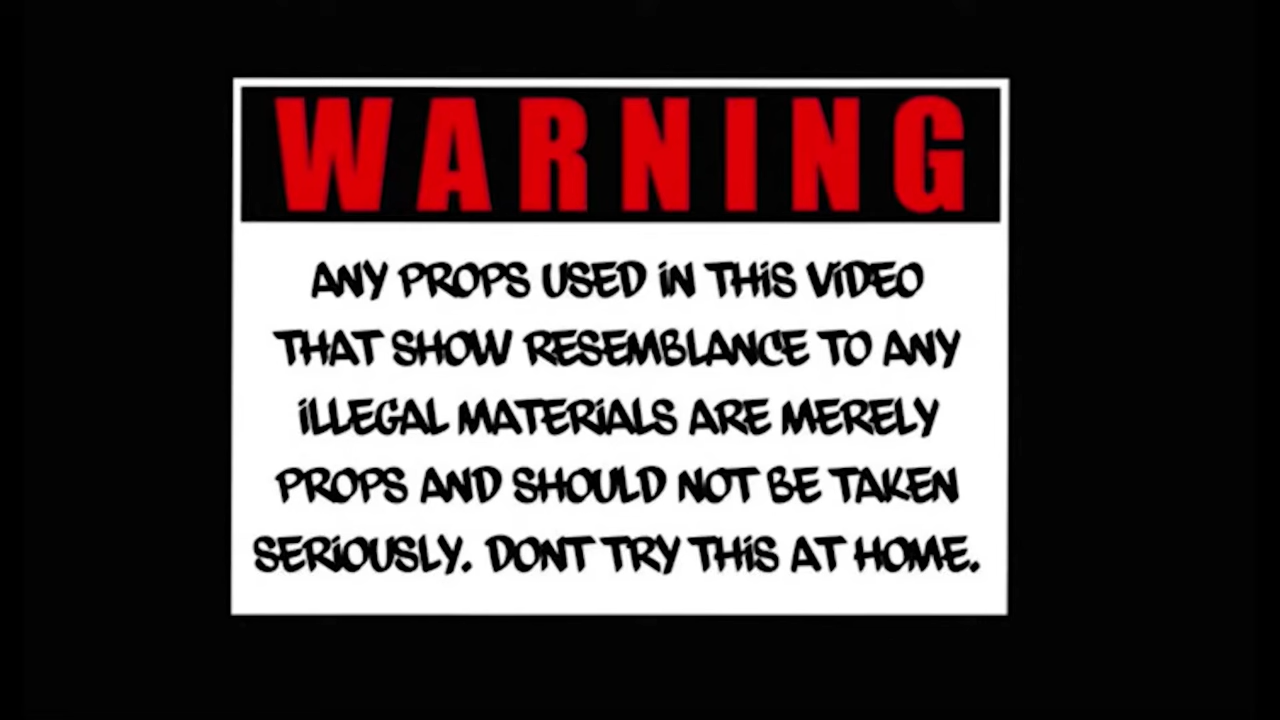 WARNING
ANY PROPS USED iN THiS ViDEO
THAT SHOW RESEMBLANCE TO ANY
iLLEGAL MATERiALS ARE MERELY
PROPS AND SHOULD NOT BE TAKEN
SERiOUSLY. DONT TRY THiS AT HOME.